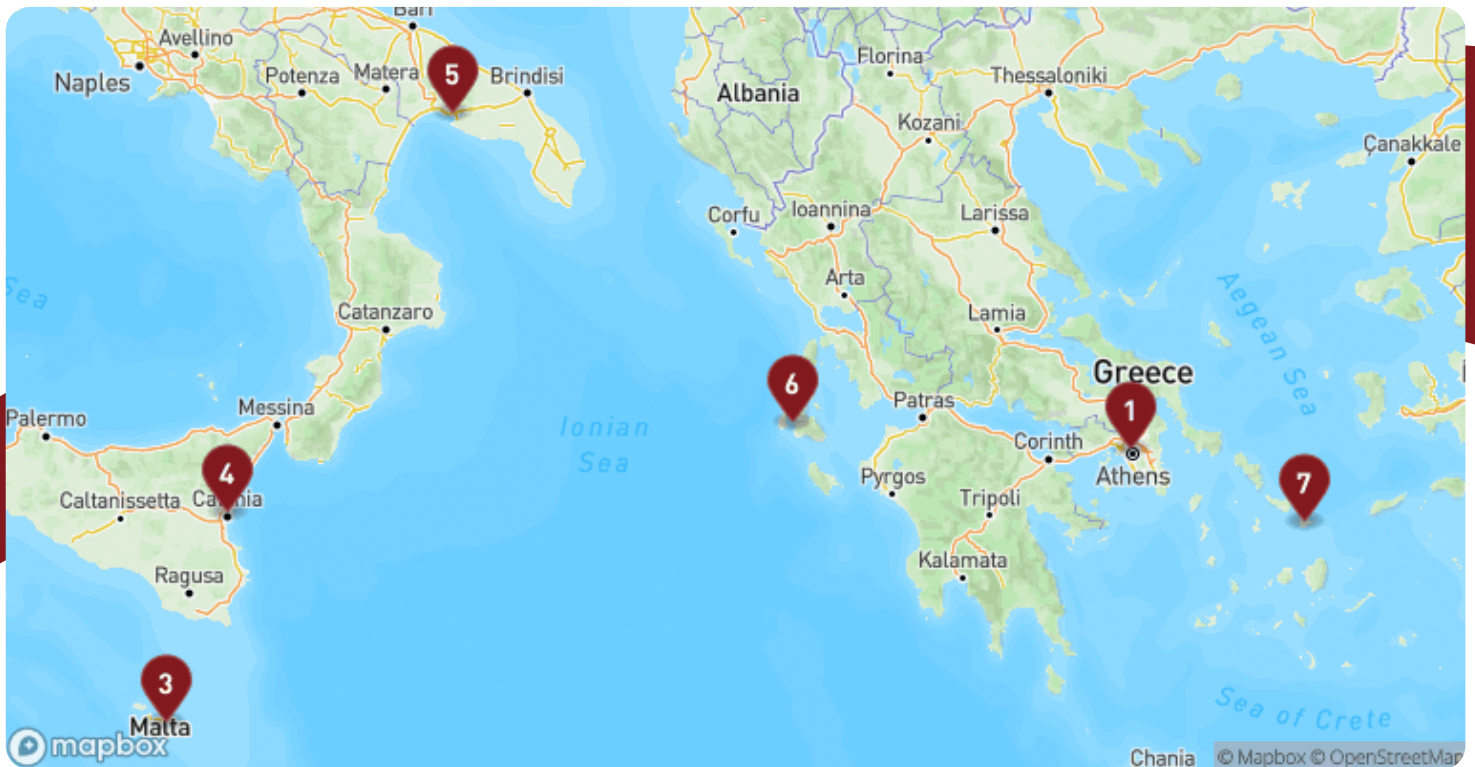 Bari
Avellino
Naples
Potenza
Matera
5
Brindisi
Albania
Florina
Thessaloniki
Kozani
Çanakkale
Corfu
Ioannina
Larissa
Sea
Arta
Aegean Sea
Catanzaro
Lamia
Greece
6
1
Palermo
Messina
Patras
Ionian
Sea
Corinth
4
Caltanissetta
Pyrgos
Athens
7
Tripoli
Ragusa
Kalamata
3
Malta
Sea of Crete
mapbox
Chania
© Mapbox © OpenStreetMap